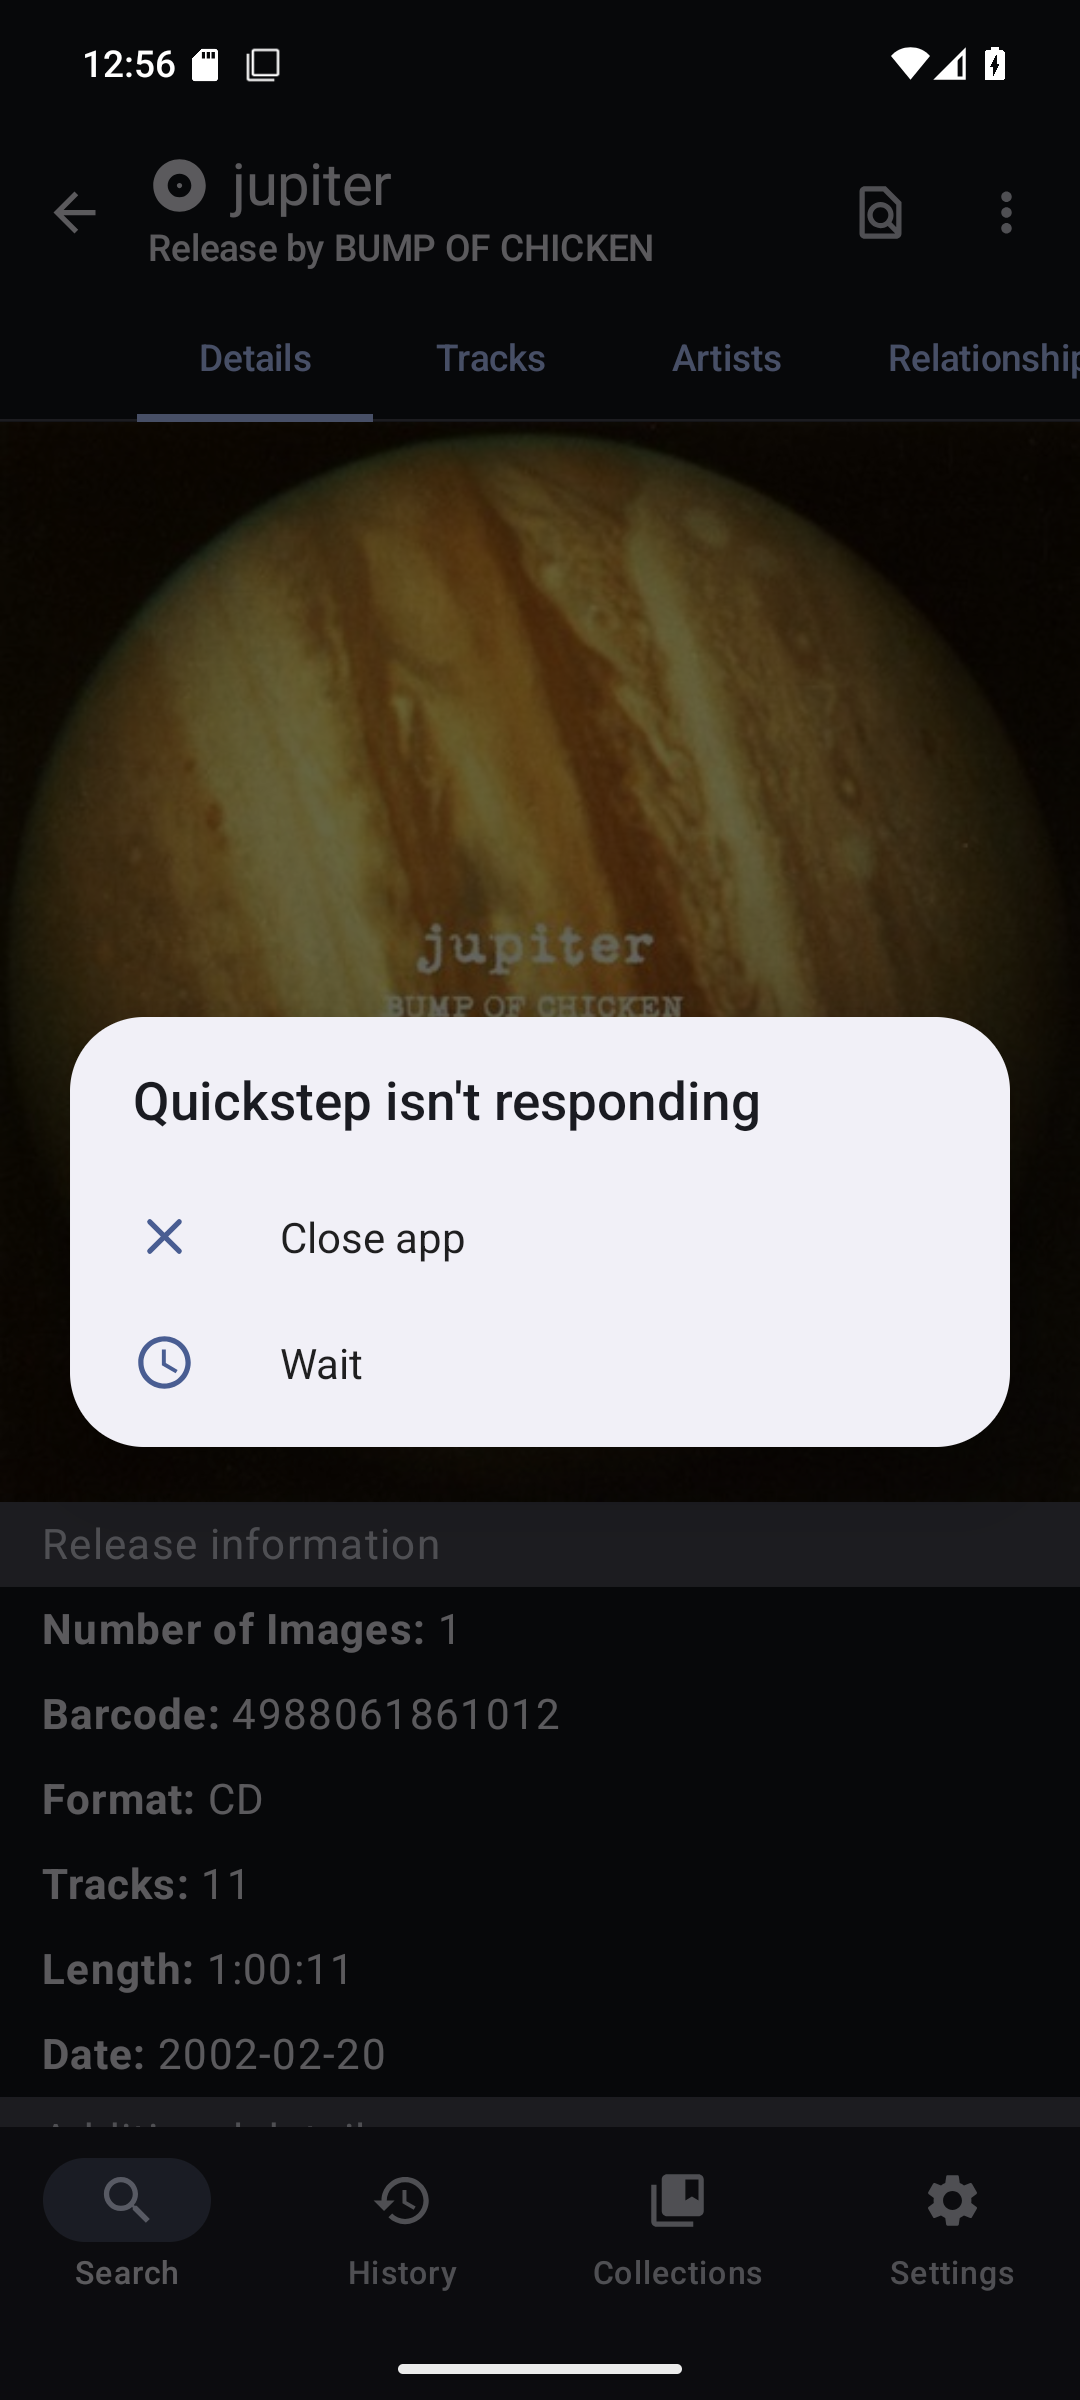 12:56
jupiter
Release by BUMP OF CHICKEN
Details Tracks Artists Relationship
jupiter
BUMP OF CHICKEN
Quickstep isn't responding
Close app
Wait
Release information
Number of Images: 1
Barcode: 4988061861012
Format: CD
Tracks: 11
Length: 1:00:11
Date: 2002-02-20
Search History Collections Settings